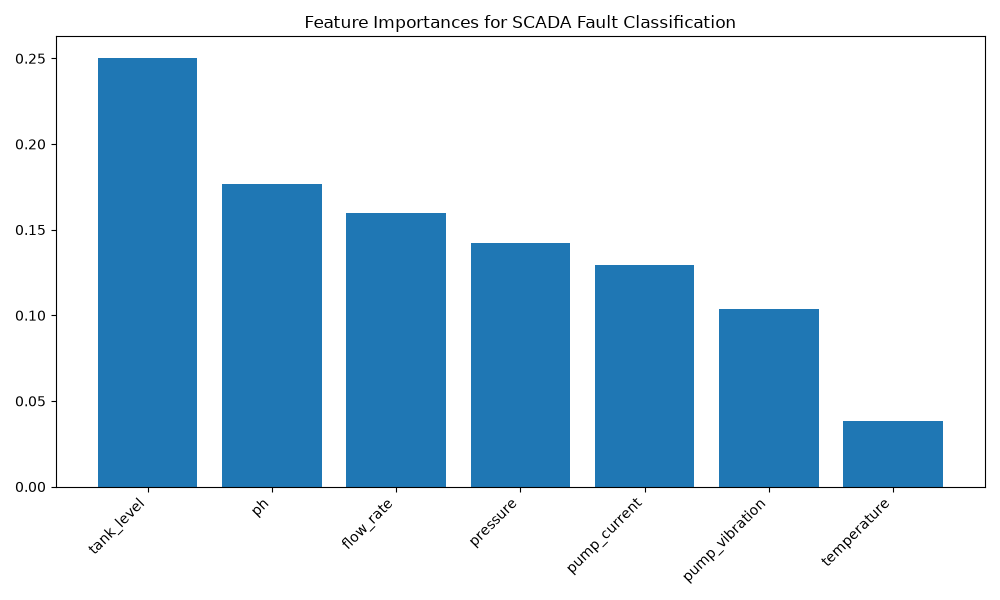 Feature Importances for SCADA Fault Classification
0.25
0.20
0.15
0.10
0.05
0.00
tank_level
ph
flow_rate
pressure
pump_current
pump_vibration
temperature